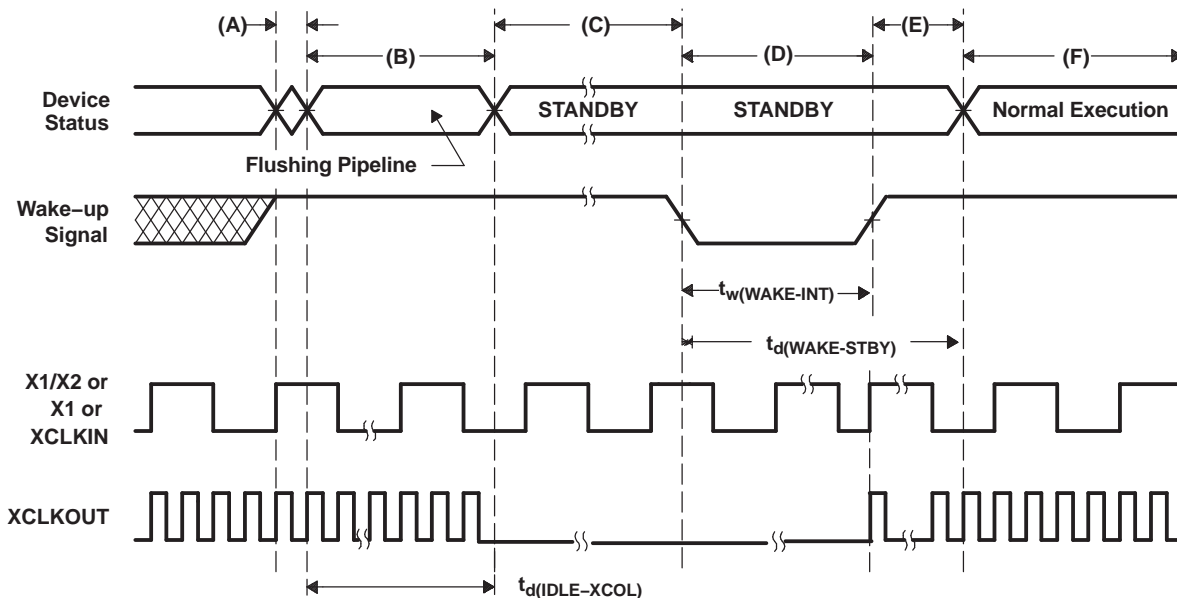 (A)
(B)
(C)
(D)
(E)
(F)
Device
Status
STANDBY
STANDBY
Normal Execution
Flushing Pipeline
Wake−up
Signal
tw(WAKE-INT)
td(WAKE-STBY)
X1/X2 or
X1 or
XCLKIN
XCLKOUT
td(IDLE−XCOL)